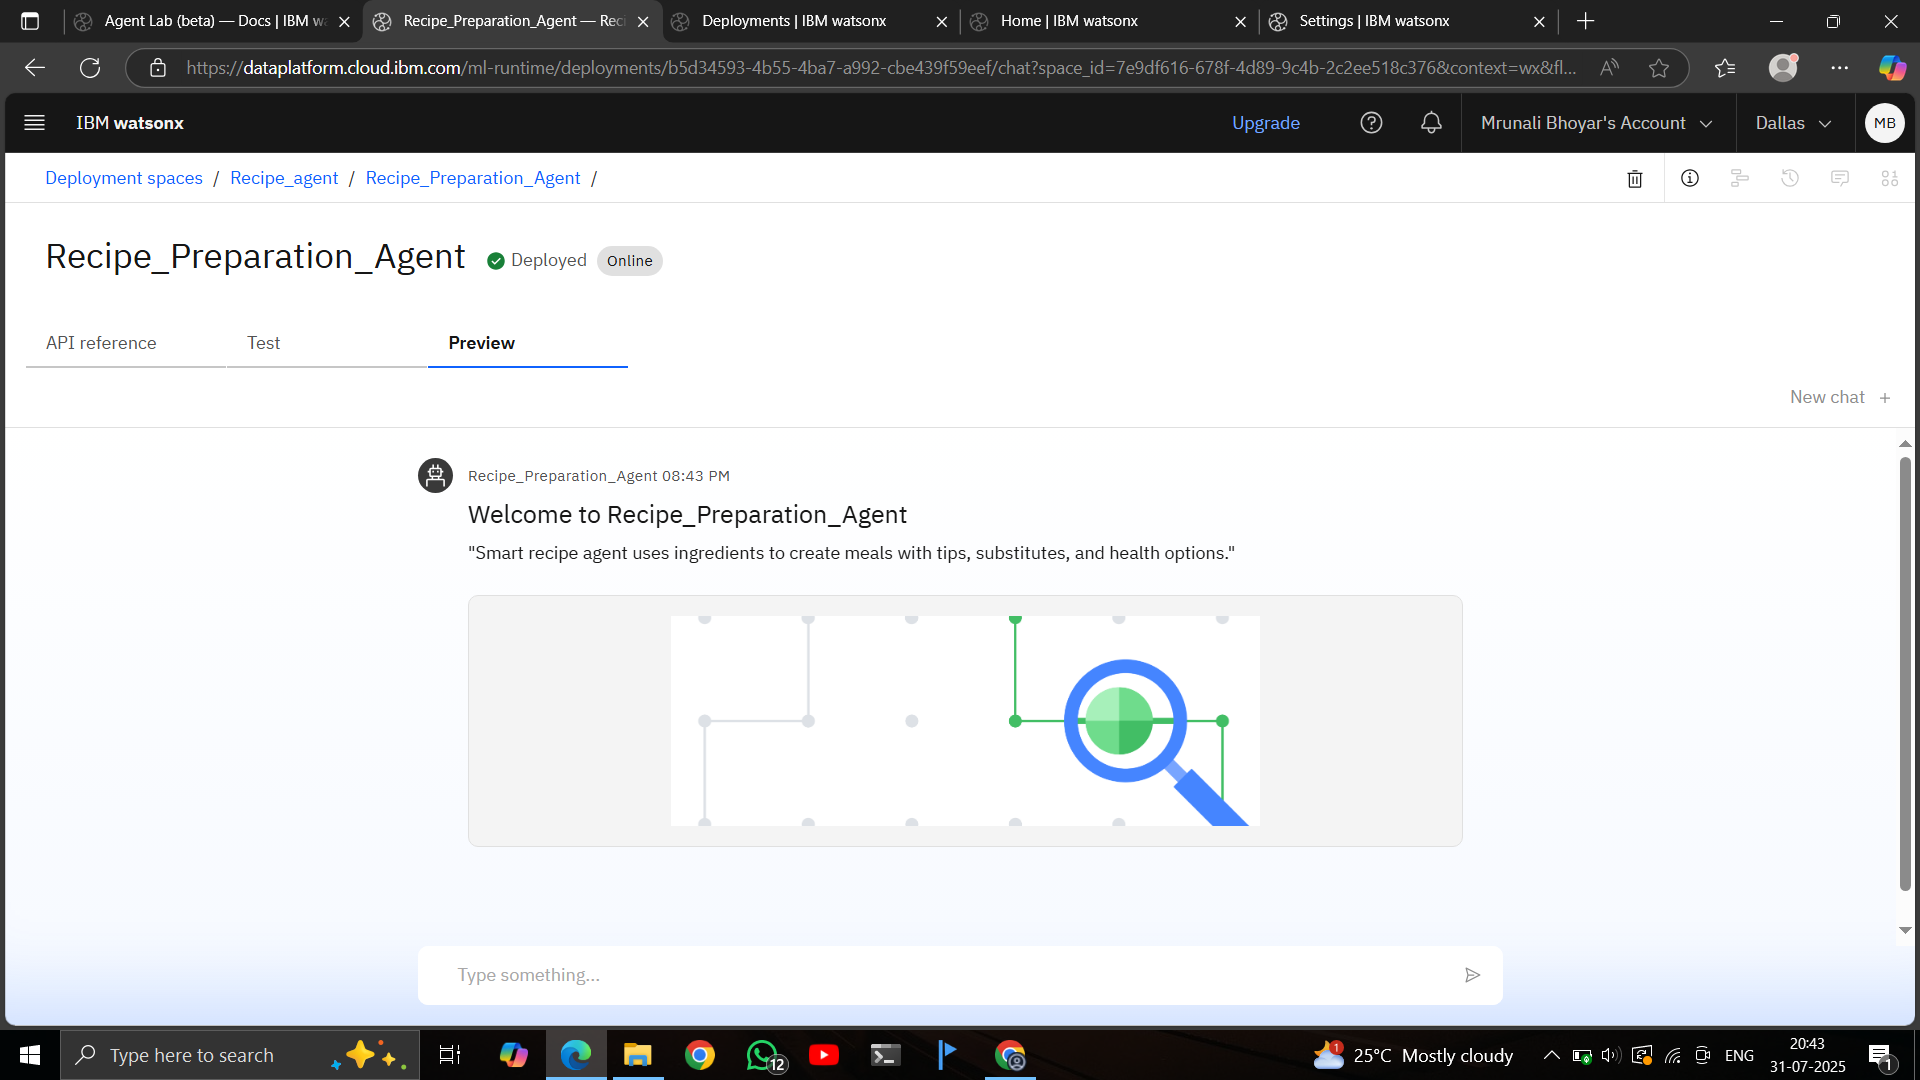 Agent Lab (beta) — Docs | IBM wa
Recipe_Preparation_Agent — Reci
Deployments | IBM watsonx
Home | IBM watsonx
Settings | IBM watsonx
https://dataplatform.cloud.ibm.com/ml-runtime/deployments/b5d34593-4b55-4ba7-a992-cbe439f59eef/chat?space_id=7e9df616-678f-4d89-9c4b-2c2ee518c376&context=wx&fl...
IBM watsonx
Upgrade
Mrunali Bhoyar's Account
Dallas
MB
Deployment spaces / Recipe_agent / Recipe_Preparation_Agent /
Recipe_Preparation_Agent
Deployed
Online
API reference
Test
Preview
New chat +
Recipe_Preparation_Agent 08:43 PM
Welcome to Recipe_Preparation_Agent
"Smart recipe agent uses ingredients to create meals with tips, substitutes, and health options."
Type something...
Type here to search
12
1
25°C Mostly cloudy
ENG
20:43
31-07-2025
1